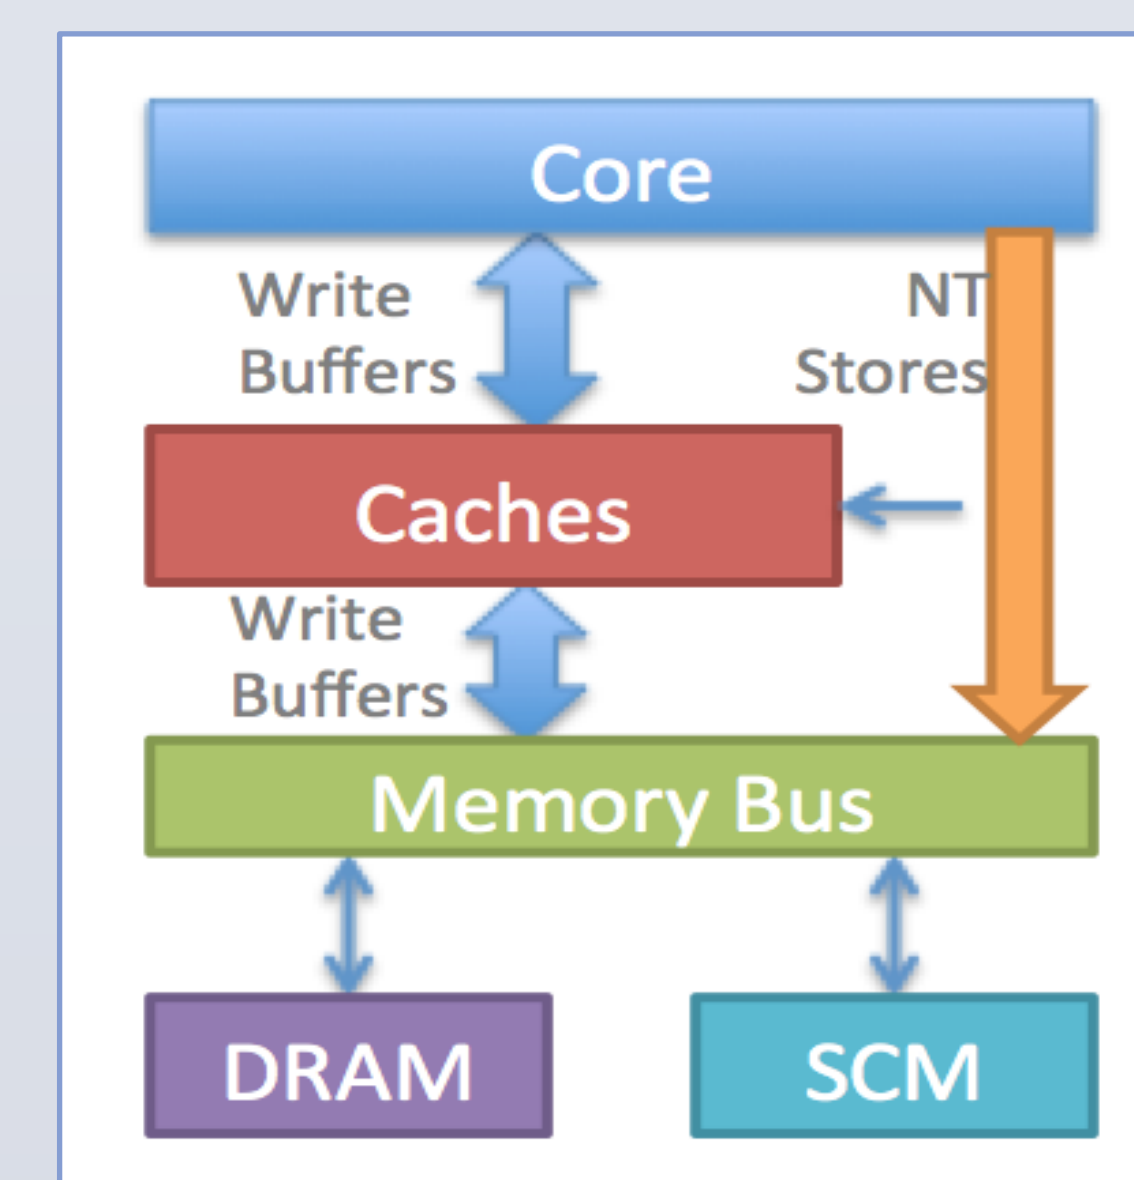 Core
Write
Buffers
NT
Stores
Caches
Write
Buffers
Memory Bus
DRAM
SCM